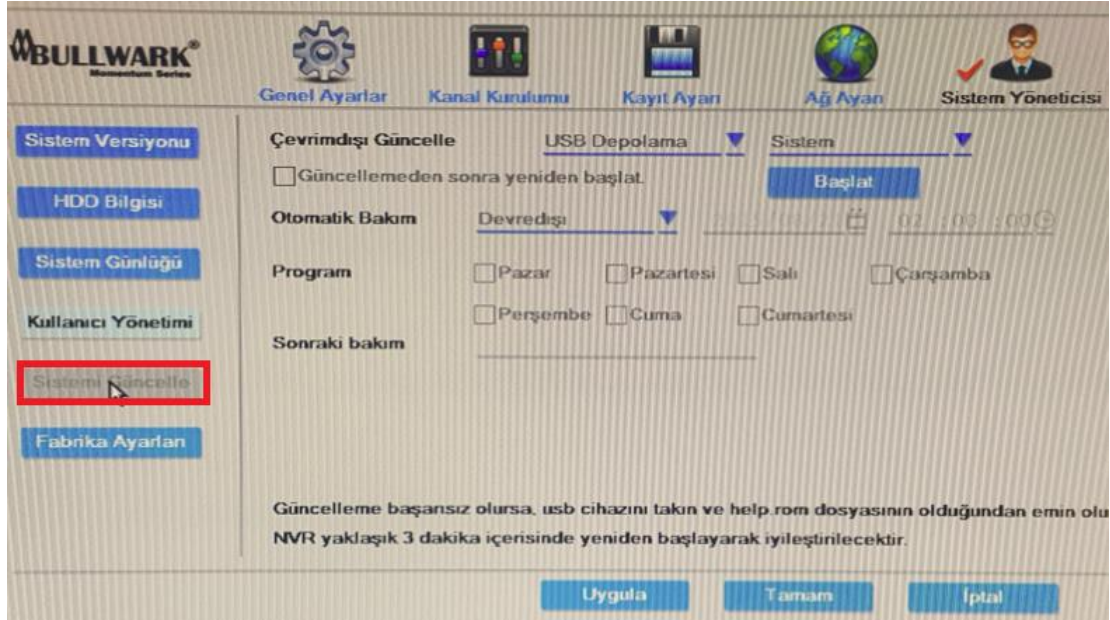 BULLWARK®
Momentum Series
Genel Ayarlar
Kanal Kurulumu
Kayıt Ayarı
Ağ Ayarı
Sistem Yöneticisi
Sistem Versiyonu
HDD Bilgisi
Sistem Günlüğü
Kullanıcı Yönetimi
Sistemi Güncelle
Fabrika Ayarları
Çevrimdışı Güncelle USB Depolama Sistem
Güncellemeden sonra yeniden başlat. Başlat
Otomatik Bakım Devredışı
Program Pazar Pazartesi Salı Çarşamba
Perşembe Cuma Cumartesi
Sonraki bakım
Güncelleme başarısız olursa, usb cihazını takın ve help.rom dosyasının olduğundan emin olu
NVR yaklaşık 3 dakika içerisinde yeniden başlayarak iyileştirilecektir.
Uygula Tamam İptal